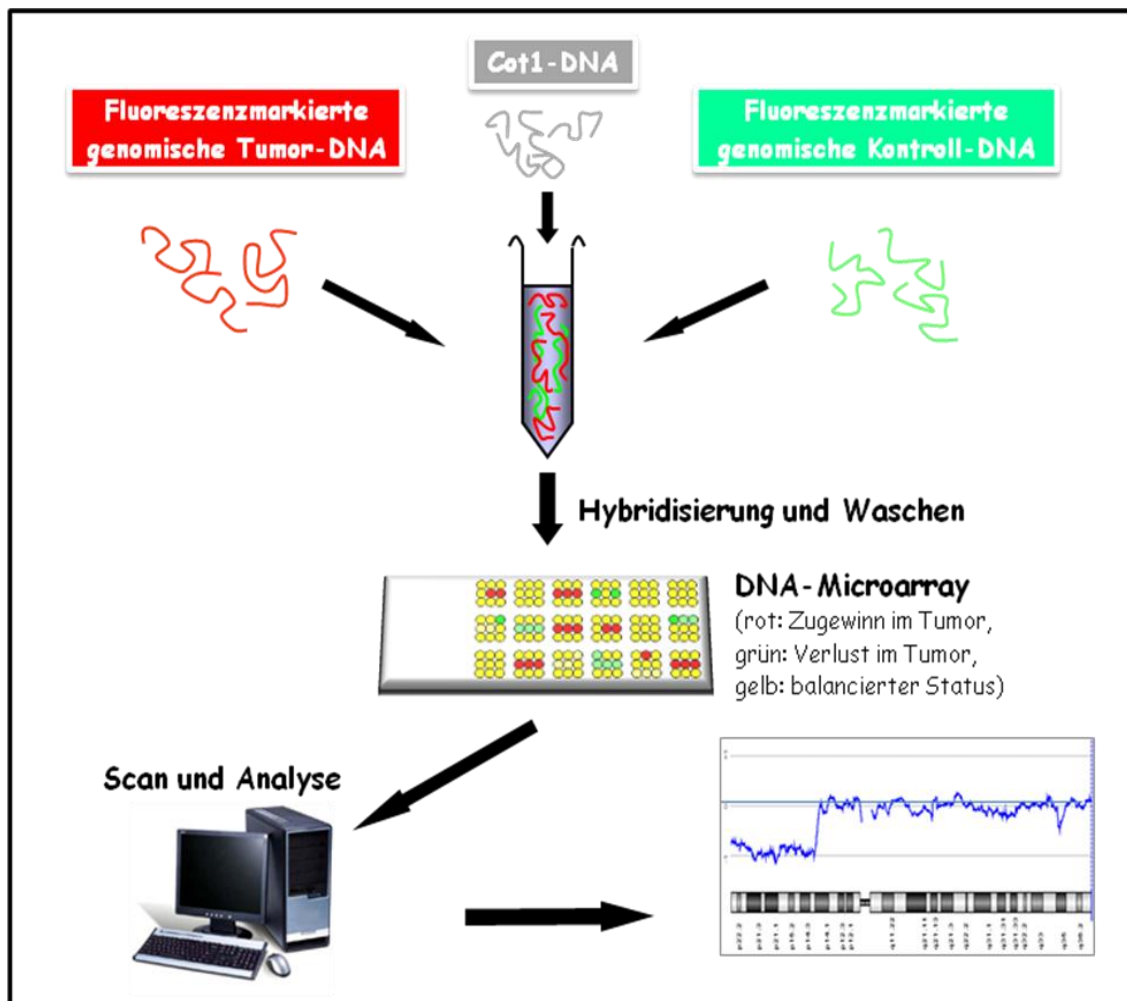 Cot1-DNA
Fluoreszenzmarkierte
genomische Tumor-DNA
Fluoreszenzmarkierte
genomische Kontroll-DNA
Hybridisierung und Waschen
DNA-Microarray
(rot: Zugewinn im Tumor,
grün: Verlust im Tumor,
gelb: balancierter Status)
Scan und Analyse